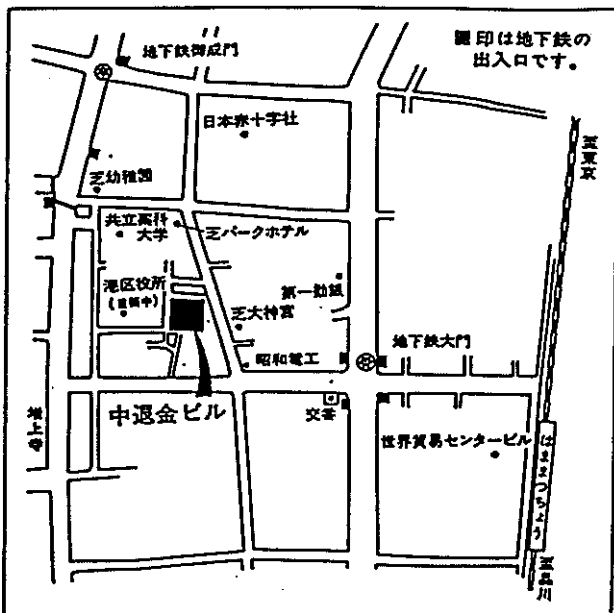 印は地下鉄の
出入口です。
地下鉄御成門
日本赤十字社
至東京
芝幼稚園
共立薬科
大学
芝パークホテル
港区役所
第一勧銀
芝大神宮
地下鉄大門
昭和電工
増上寺
中退金ビル
交番
世界貿易センタービル
はままつちょう
至品川